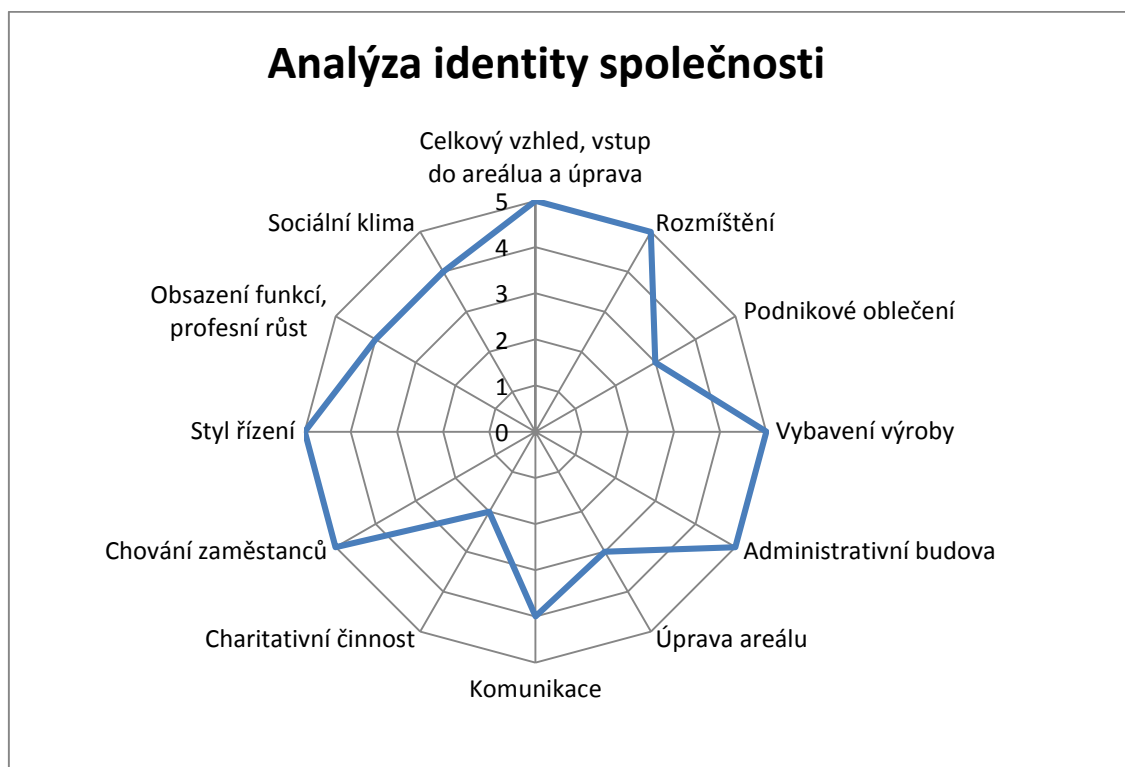 Analýza identity společnosti
Celkový vzhled, vstup
do areálua a úprava
Rozmíštění
Podnikové oblečení
Vybavení výroby
Administrativní budova
Úprava areálu
Komunikace
Charitativní činnost
Chování zaměstanců
Styl řízení
Obsazení funkcí,
profesní růst
Sociální klima
5
4
3
2
1
0